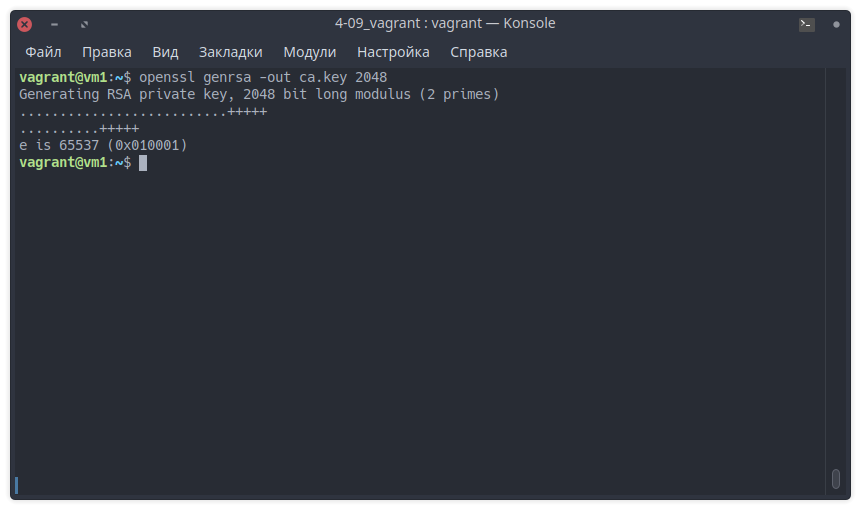 4-09_vagrant : vagrant — Konsole
Файл Правка Вид Закладки Модули Настройка Справка
vagrant@vm1:~$ openssl genrsa -out ca.key 2048
Generating RSA private key, 2048 bit long modulus (2 primes)
..........................+++++
..........+++++
e is 65537 (0x010001)
vagrant@vm1:~$